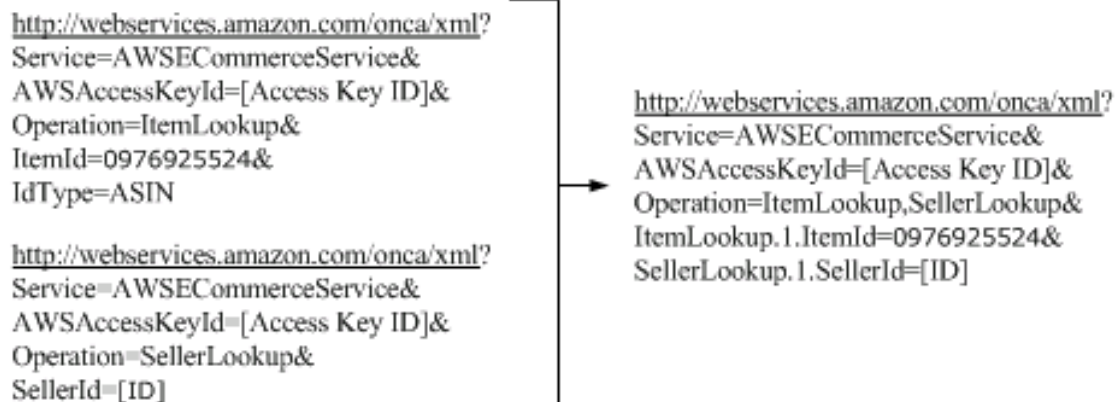 http://webservices.amazon.com/onca/xml?
Service=AWSECommerceService&
AWSAccessKeyId=[Access Key ID]&
Operation=ItemLookup&
ItemId=0976925524&
IdType=ASIN
http://webservices.amazon.com/onca/xml?
Service=AWSECommerceService&
AWSAccessKeyId=[Access Key ID]&
Operation=SellerLookup&
SellerId=[ID]
http://webservices.amazon.com/onca/xml?
Service=AWSECommerceService&
AWSAccessKeyId=[Access Key ID]&
Operation=ItemLookup,SellerLookup&
ItemLookup.1.ItemId=0976925524&
SellerLookup.1.SellerId=[ID]